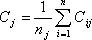 C_j = \frac{1}{n_j} \sum_{i=1}^{n} C_{ij}